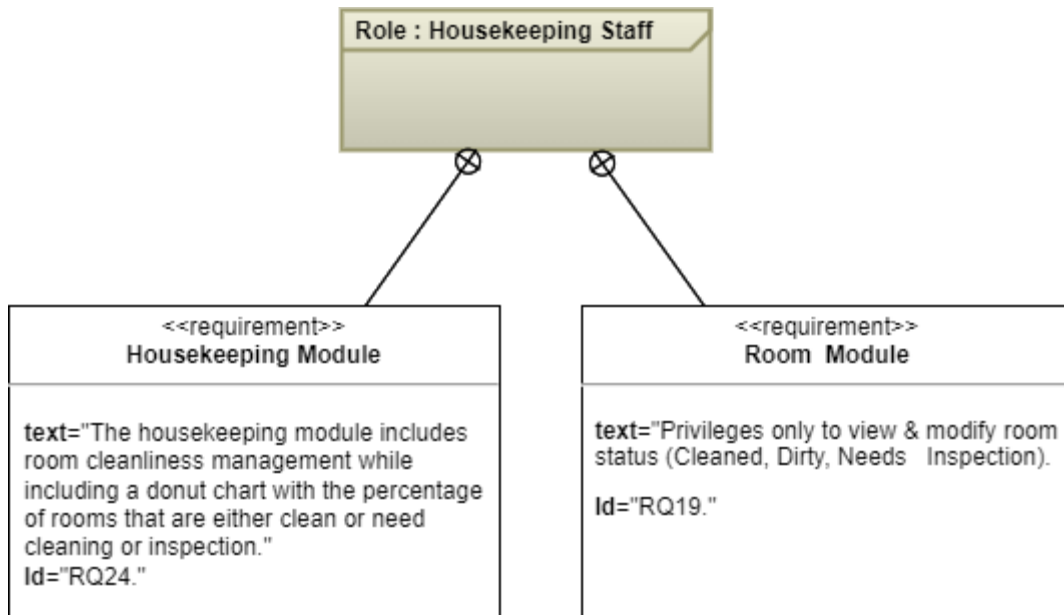 Role : Housekeeping Staff
<<requirement>>
Housekeeping Module
text="The housekeeping module includes
room cleanliness management while
including a donut chart with the percentage
of rooms that are either clean or need
cleaning or inspection."
Id="RQ24."
<<requirement>>
Room Module
text="Privileges only to view & modify room
status (Cleaned, Dirty, Needs Inspection).
Id="RQ19."